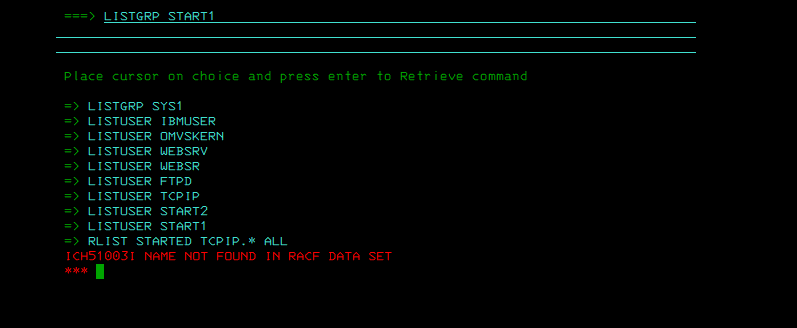 ===> LISTGRP START1
Place cursor on choice and press enter to Retrieve command
=> LISTGRP SYS1
=> LISTUSER IBMUSER
=> LISTUSER OMVSKERN
=> LISTUSER WEBSRV
=> LISTUSER WEBSR
=> LISTUSER FTPD
=> LISTUSER TCPIP
=> LISTUSER START2
=> LISTUSER START1
=> RLIST STARTED TCPIP.* ALL
ICH51003I NAME NOT FOUND IN RACF DATA SET
***